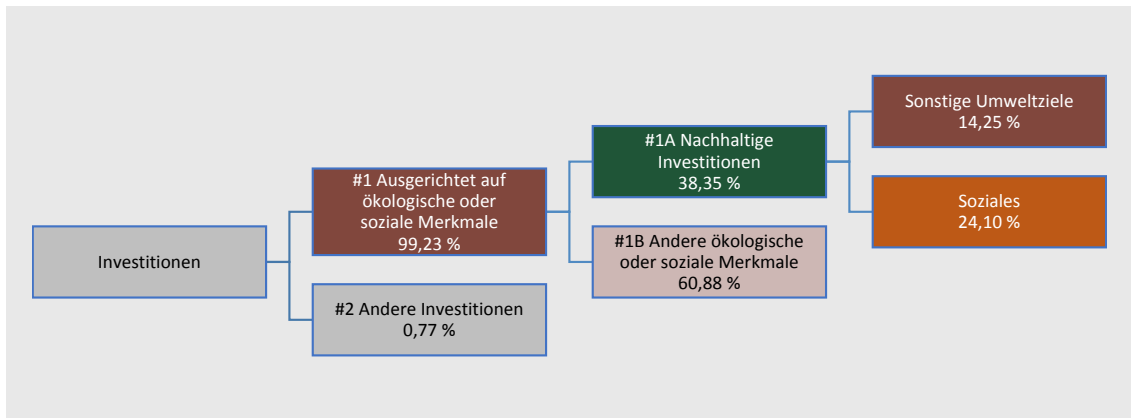 Investitionen
#1 Ausgerichtet auf
ökologische oder
soziale Merkmale
99,23 %
#2 Andere Investitionen
0,77 %
#1A Nachhaltige
Investitionen
38,35 %
#1B Andere ökologische
oder soziale Merkmale
60,88 %
Sonstige Umweltziele
14,25 %
Soziales
24,10 %